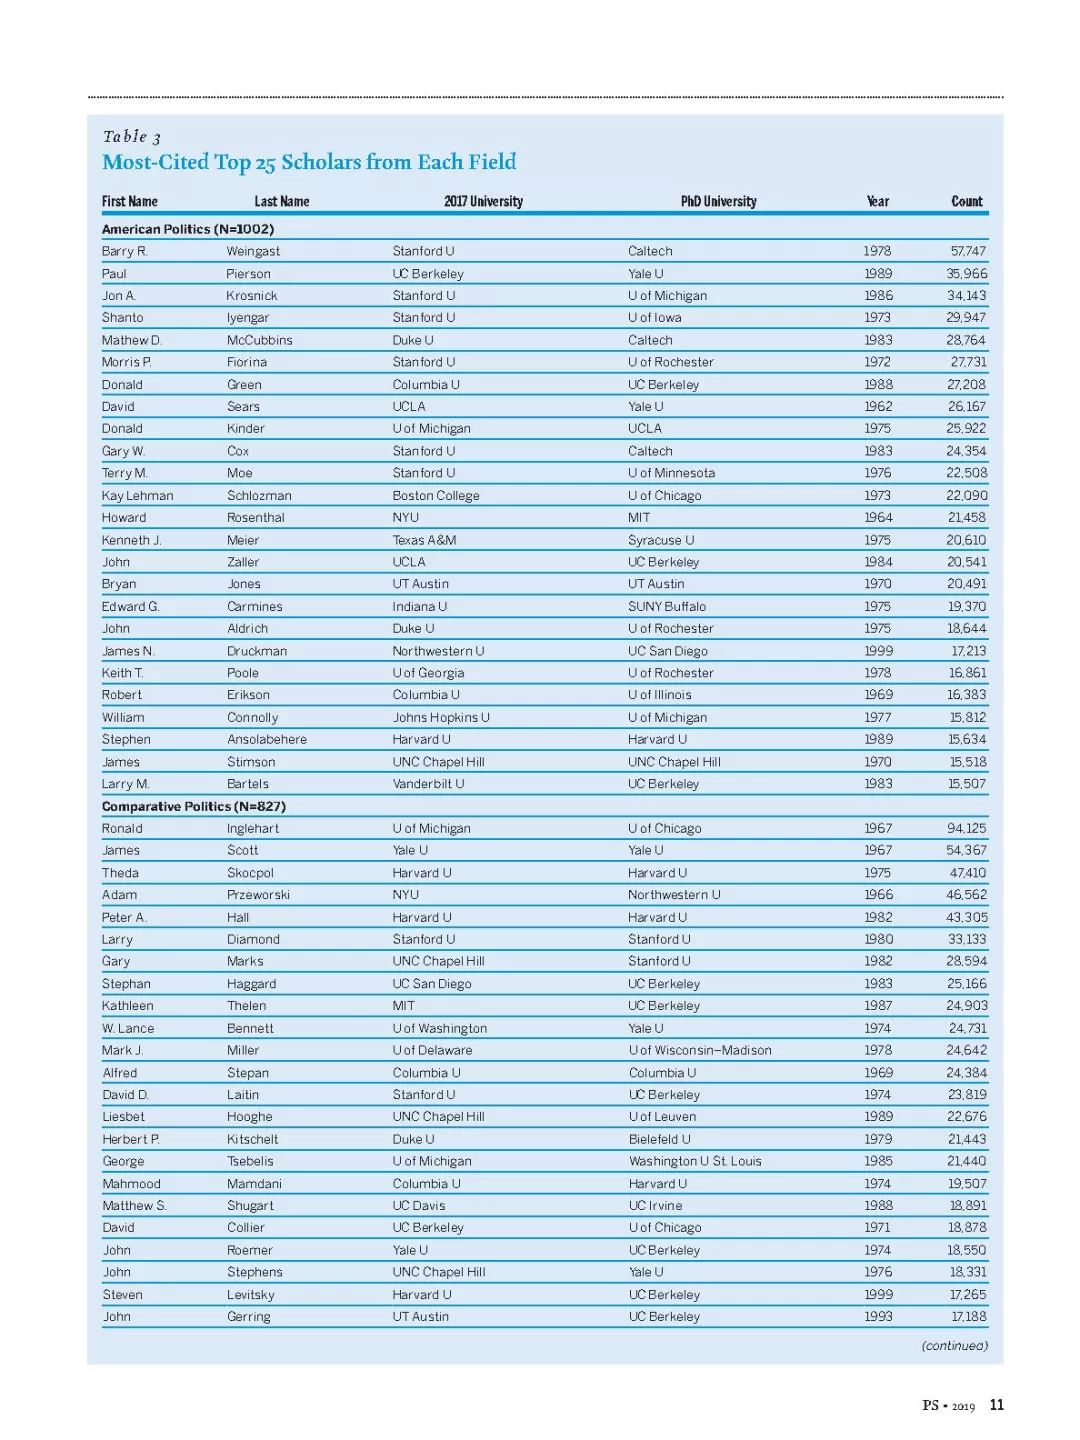 Table 3
Most-Cited Top 25 Scholars from Each Field
First Name Last Name 2017 University PhD University Year Count
American Politics (N=1002)
Barry R. Weingast Stanford U Caltech 1978 57,747
Paul Pierson UC Berkeley Yale U 1989 35,966
Jon A. Krosnick Stanford U U of Michigan 1986 34,143
Shanto Iyengar Stanford U U of Iowa 1973 29,947
Mathew D. McCubbins Duke U Caltech 1983 28,764
Morris P. Fiorina Stanford U U of Rochester 1972 27,731
Donald Green Columbia U UC Berkeley 1988 27,208
David Sears UCLA Yale U 1962 26,167
Donald Kinder U of Michigan UCLA 1975 25,922
Gary W. Cox Stanford U Caltech 1983 24,354
Terry M. Moe Stanford U U of Minnesota 1976 22,508
Kay Lehman Schlozman Boston College U of Chicago 1973 22,090
Howard Rosenthal NYU MIT 1964 21,458
Kenneth J. Meier Texas A&M Syracuse U 1975 20,610
John Zaller UCLA UC Berkeley 1984 20,541
Bryan Jones UT Austin UT Austin 1970 20,491
Edward G. Carmines Indiana U SUNY Buffalo 1975 19,370
John Aldrich Duke U U of Rochester 1975 18,644
James N. Druckman Northwestern U UC San Diego 1999 17,213
Keith T. Poole U of Georgia U of Rochester 1978 16,861
Robert Erikson Columbia U U of Illinois 1969 16,383
William Connolly Johns Hopkins U U of Michigan 1977 15,812
Stephen Ansolabehere Harvard U Harvard U 1989 15,634
James Stimson UNC Chapel Hill UNC Chapel Hill 1970 15,518
Larry M. Bartels Vanderbilt U UC Berkeley 1983 15,507
Comparative Politics (N=827)
Ronald Inglehart U of Michigan U of Chicago 1967 94,125
James Scott Yale U Yale U 1967 54,367
Theda Skocpol Harvard U Harvard U 1975 47,410
Adam Przeworski NYU Northwestern U 1966 46,562
Peter A. Hall Harvard U Harvard U 1982 43,305
Larry Diamond Stanford U Stanford U 1980 33,133
Gary Marks UNC Chapel Hill Stanford U 1982 28,594
Stephan Haggard UC San Diego UC Berkeley 1983 25,166
Kathleen Thelen MIT UC Berkeley 1987 24,903
W. Lance Bennett U of Washington Yale U 1974 24,731
Mark J. Miller U of Delaware U of Wisconsin–Madison 1978 24,642
Alfred Stepan Columbia U Columbia U 1969 24,384
David D. Laitin Stanford U UC Berkeley 1974 23,819
Liesbet Hooghe UNC Chapel Hill U of Leuven 1989 22,676
Herbert P. Kitschelt Duke U Bielefeld U 1979 21,443
George Tsebelis U of Michigan Washington U St. Louis 1985 21,440
Mahmood Mamdani Columbia U Harvard U 1974 19,507
Matthew S. Shugart UC Davis UC Irvine 1988 18,891
David Collier UC Berkeley U of Chicago 1971 18,878
John Roemer Yale U UC Berkeley 1974 18,550
John Stephens UNC Chapel Hill Yale U 1976 18,331
Steven Levitsky Harvard U UC Berkeley 1999 17,265
John Gerring UT Austin UC Berkeley 1993 17,188
(continued)
PS • 2019 11